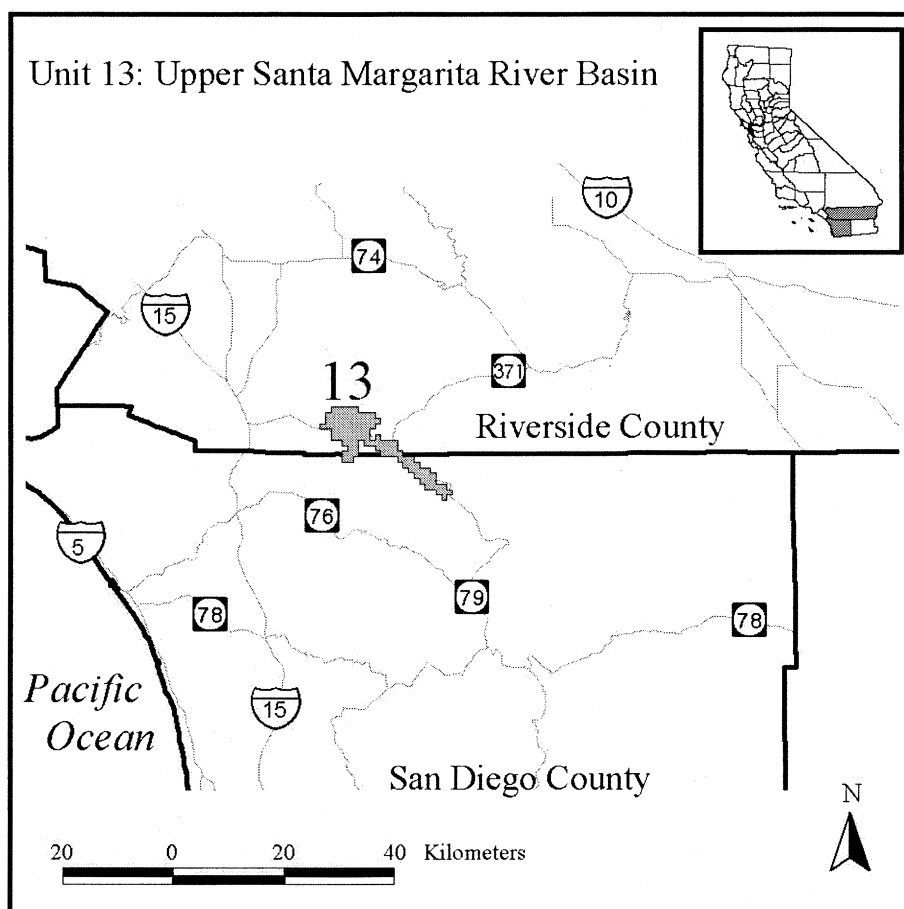 Unit 13: Upper Santa Margarita River Basin
10
74
15
371
13
Riverside County
76
5
79
78
78
Pacific
Ocean
15
San Diego County
N
20 0 20 40 Kilometers